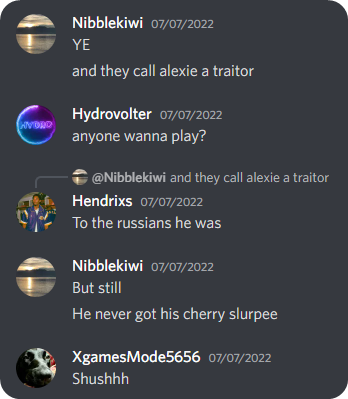 Nibblekiwi 07/07/2022
YE
and they call alexie a traitor
Hydrovolter 07/07/2022
anyone wanna play?
@Nibblekiwi and they call alexie a traitor
Hendrixs 07/07/2022
To the russians he was
Nibblekiwi 07/07/2022
But still
He never got his cherry slurpee
XgamesMode5656 07/07/2022
Shushhh